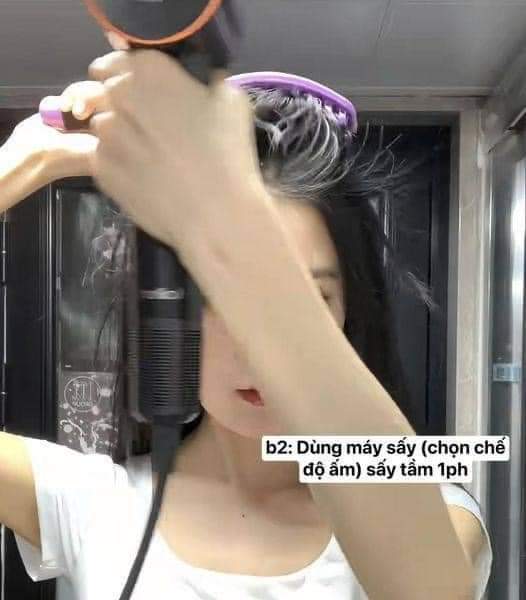 b2: Dùng máy sấy (chọn chế
độ ấm) sấy tầm 1ph